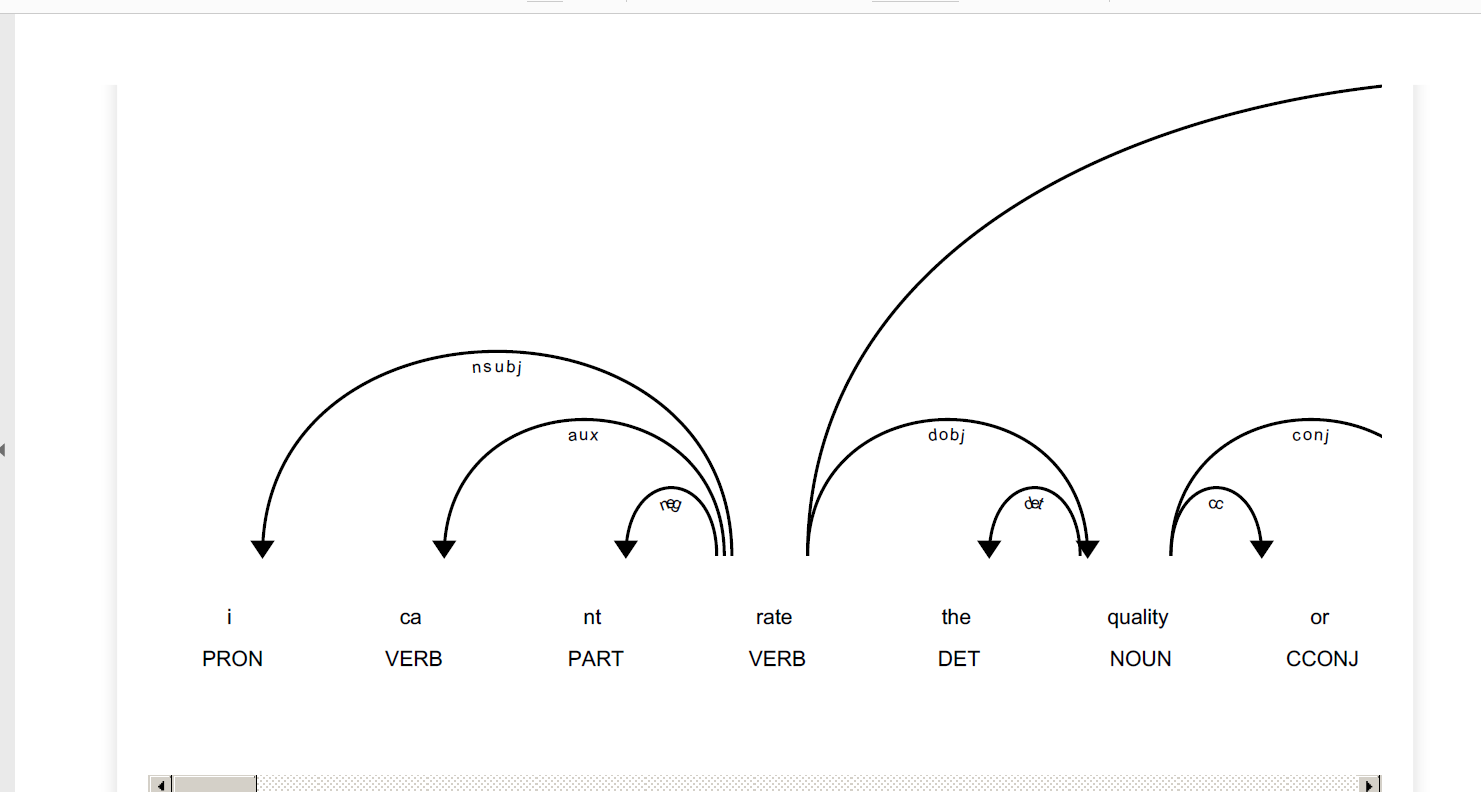 nsubj
aux dobj conj
neg det cc
i ca nt rate the quality or
PRON VERB PART VERB DET NOUN CCONJ